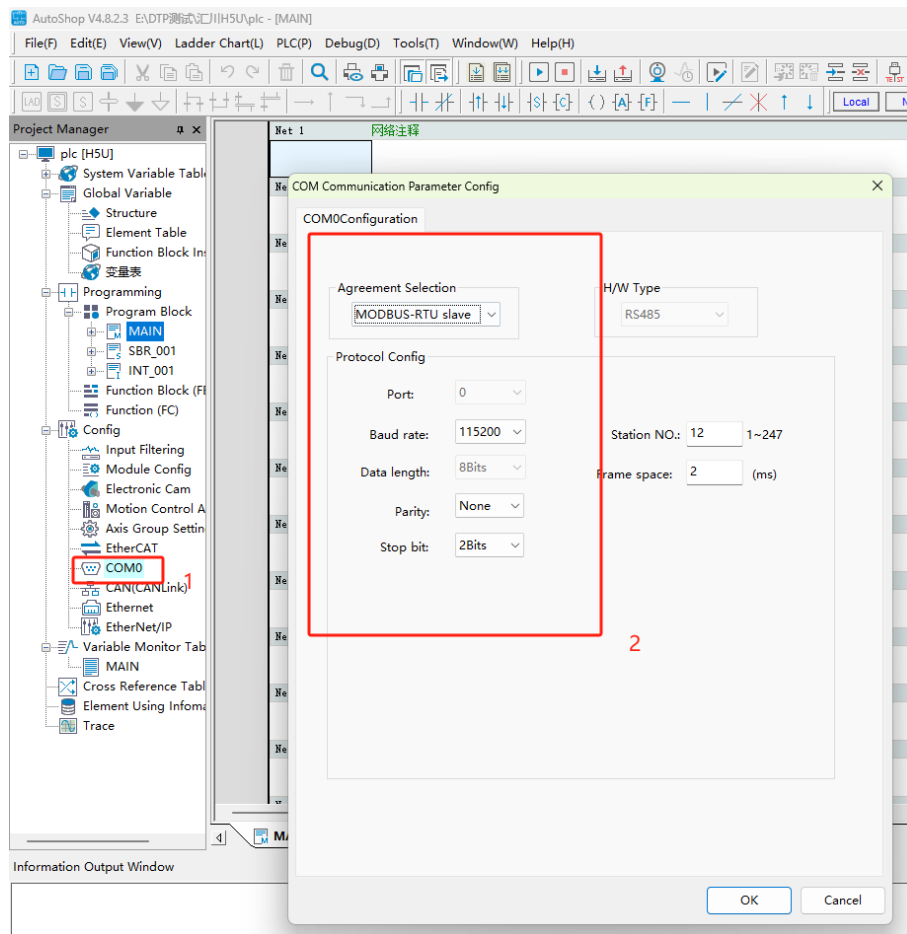 AutoShop V4.8.2.3 E:\DTP测试\汇川H5U\plc - [MAIN]
File(F) Edit(E) View(V) Ladder Chart(L) PLC(P) Debug(D) Tools(T) Window(W) Help(H)
LAD S S S C A F Local
Project Manager
plc [H5U]
System Variable Table
Global Variable
Structure
Element Table
Function Block Ins
变量表
Programming
Program Block
MAIN
SBR_001
INT_001
Function Block (FB
Function (FC)
Config
Input Filtering
Module Config
Electronic Cam
Motion Control A
Axis Group Settin
EtherCAT
COM0
1
CAN(CANLink)
Ethernet
EtherNet/IP
Variable Monitor Tab
MAIN
Cross Reference Tabl
Element Using Infoma
Trace
Net 1 网络注释
COM Communication Parameter Config
COM0Configuration
Agreement Selection
MODBUS-RTU slave
H/W Type
RS485
Protocol Config
Port: 0
Baud rate: 115200
Station NO.: 12 1~247
Data length: 8Bits
Frame space: 2 (ms)
Parity: None
Stop bit: 2Bits
2
OK Cancel
Information Output Window